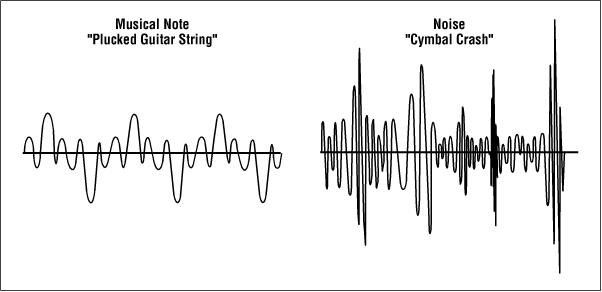 Musical Note
"Plucked Guitar String"
Noise
"Cymbal Crash"